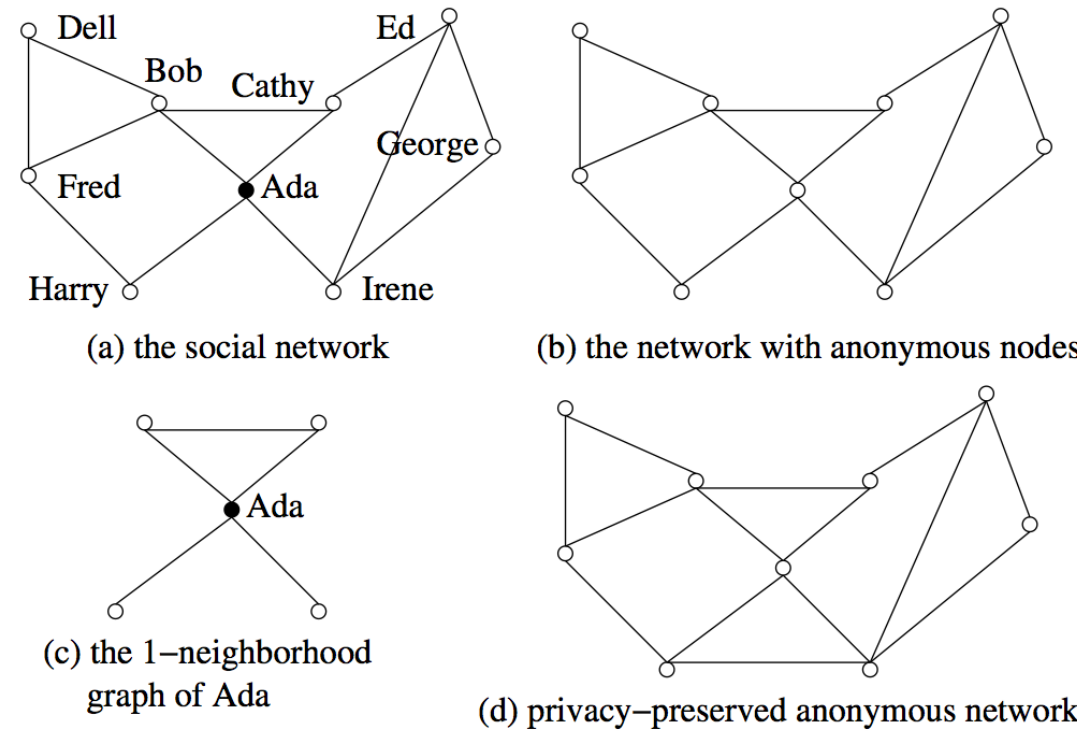 Dell
Ed
Bob
Cathy
George
Fred
Ada
Harry
Irene
(a) the social network
(b) the network with anonymous nodes
Ada
(c) the 1−neighborhood
graph of Ada
(d) privacy−preserved anonymous network